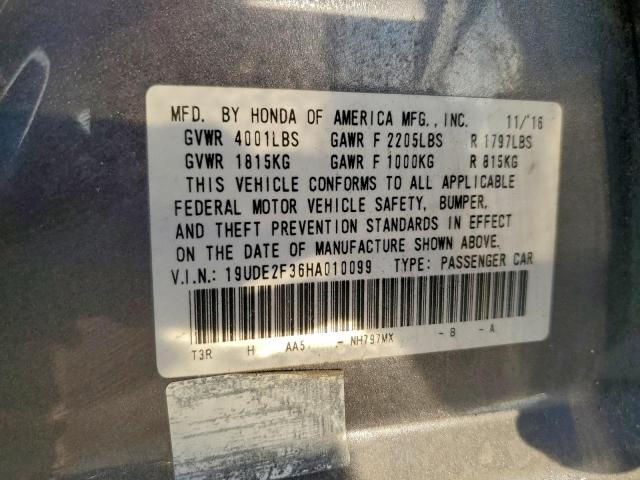 MFD. BY HONDA OF AMERICA MFG., INC. 11/'16
GVWR 4001LBS GAWR F 2205LBS R 1797LBS
GVWR 1815KG GAWR F 1000KG R 815KG
THIS VEHICLE CONFORMS TO ALL APPLICABLE
FEDERAL MOTOR VEHICLE SAFETY, BUMPER,
AND THEFT PREVENTION STANDARDS IN EFFECT
ON THE DATE OF MANUFACTURE SHOWN ABOVE.
V.I.N.: 19UDE2F36HA010099 TYPE: PASSENGER CAR
T3R H AA5 - NH797MX - B - A